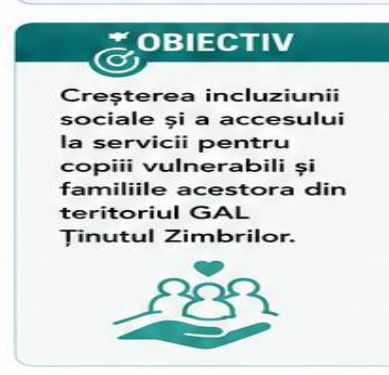 OBIECTIV
Creșterea incluziunii
sociale și a accesului
la servicii pentru
copiii vulnerabili și
familiile acestora din
teritoriul GAL
Ținutul Zimbrilor.